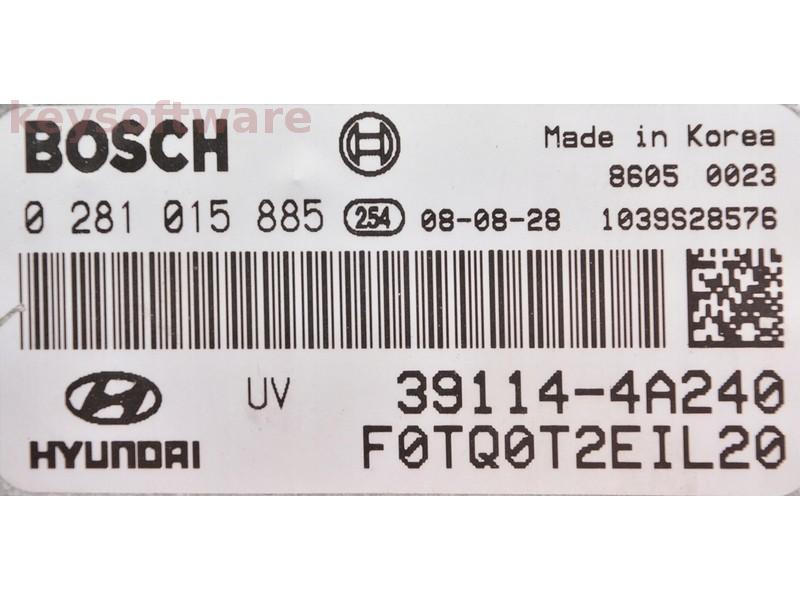 keysoftware
BOSCH Made in Korea
8605 0023
0 281 015 885 254 08-08-28 1039S28576
UV 39114-4A240
HYUNDAI F0TQ0T2EIL20